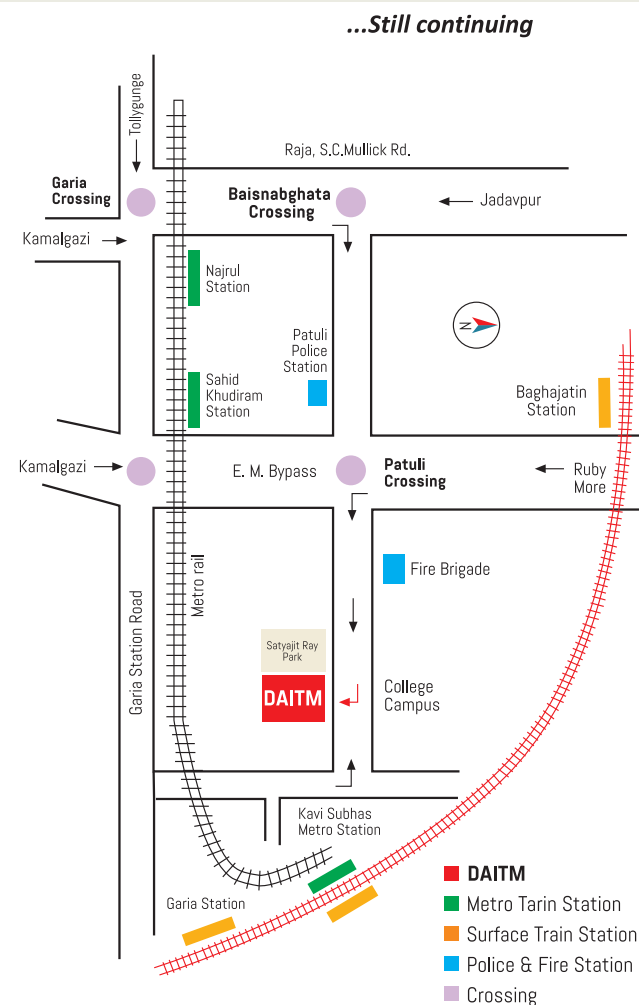 ...Still continuing
Tollygunge
Raja, S.C.Mullick Rd.
Garia
Crossing
Baisnabghata
Crossing
Jadavpur
Kamalgazi
Najrul
Station
N
Patuli
Police
Station
Sahid
Khudiram
Station
Baghajatin
Station
Kamalgazi
E. M. Bypass
Patuli
Crossing
Ruby
More
Metro rail
Fire Brigade
Garia Station Road
Satyajit Ray
Park
DAITM
College
Campus
Kavi Subhas
Metro Station
Garia Station
DAITM
Metro Tarin Station
Surface Train Station
Police & Fire Station
Crossing